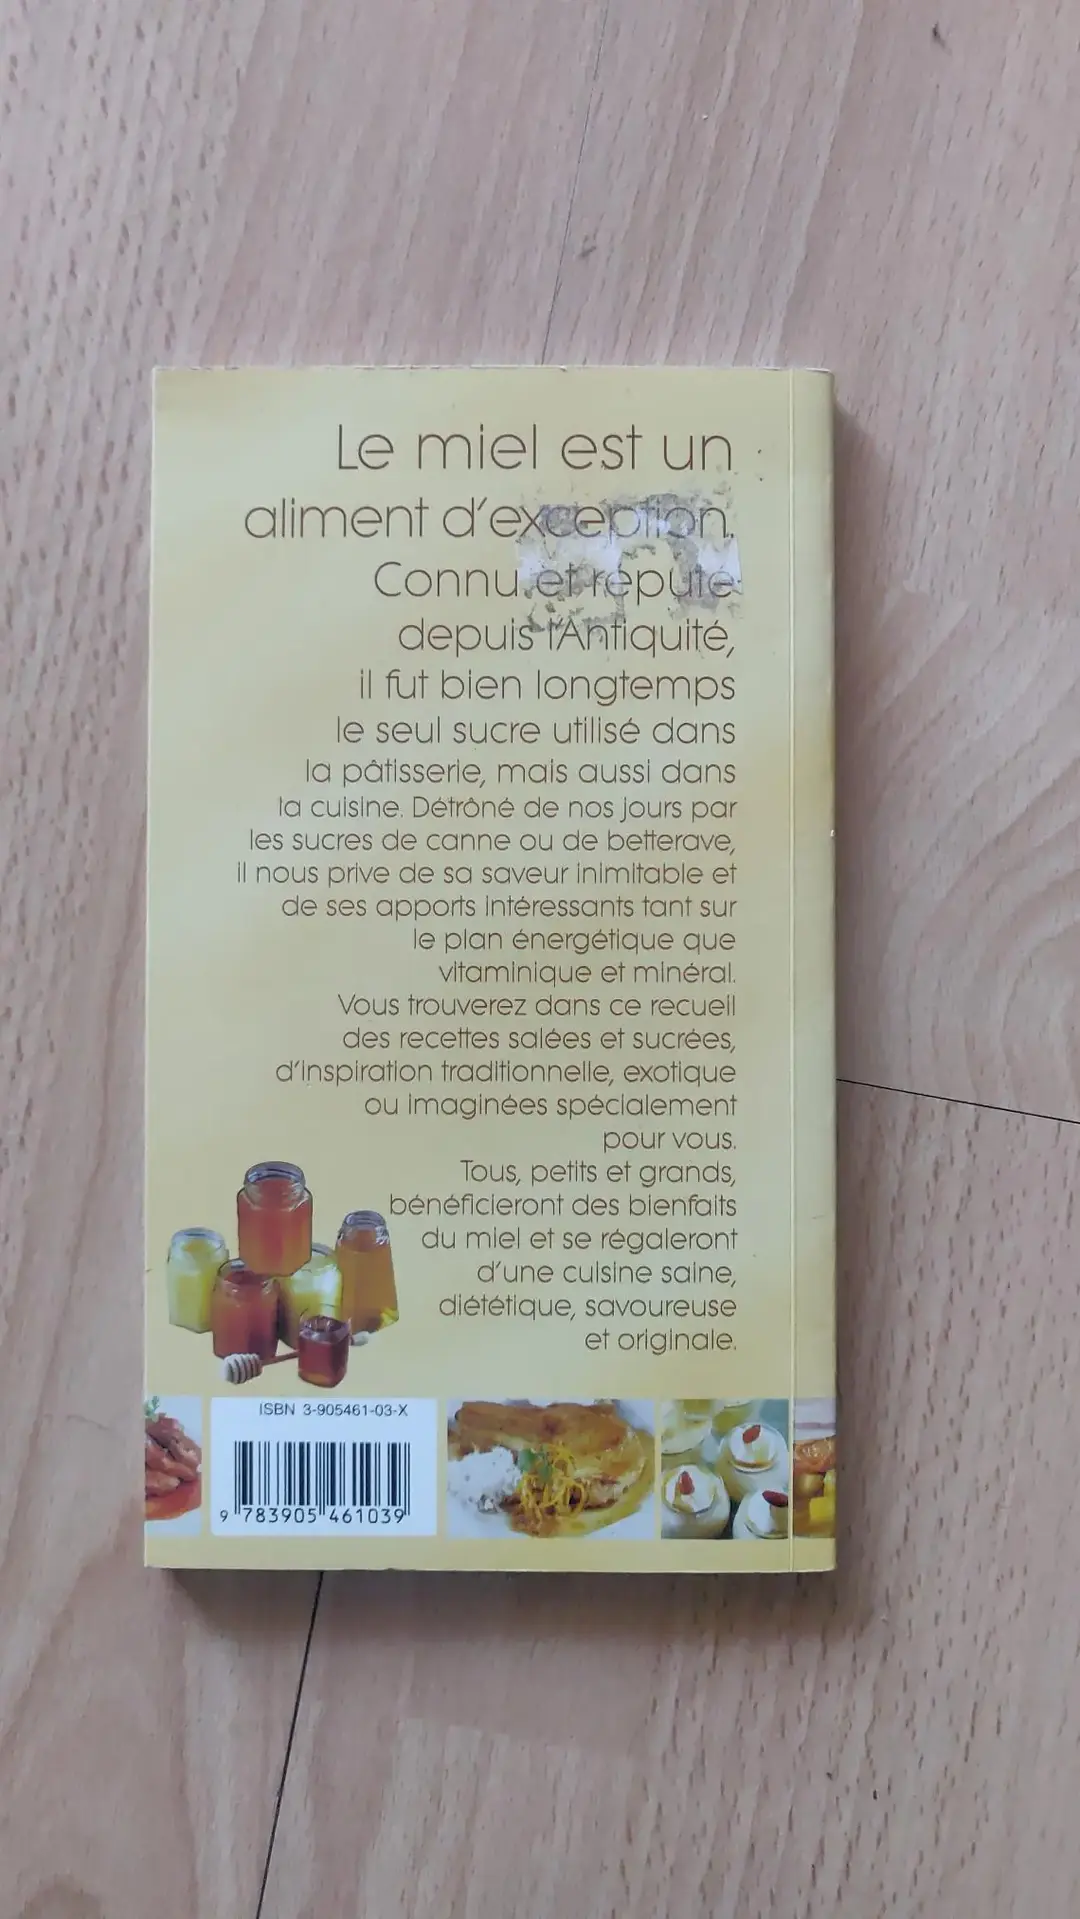 Le miel est un
aliment d'exception.
Connu et réputé
depuis l'Antiquité,
il fut bien longtemps
le seul sucre utilisé dans
la pâtisserie, mais aussi dans
la cuisine. Détrôné de nos jours par
les sucres de canne ou de betterave,
il nous prive de sa saveur inimitable et
de ses apports intéressants tant sur
le plan énergétique que
vitaminique et minéral.
Vous trouverez dans ce recueil
des recettes salées et sucrées,
d'inspiration traditionnelle, exotique
ou imaginées spécialement
pour vous.
Tous, petits et grands,
bénéficieront des bienfaits
du miel et se régaleront
d'une cuisine saine,
diététique, savoureuse
et originale.
ISBN 3-905461-03-X
9 783905 461039